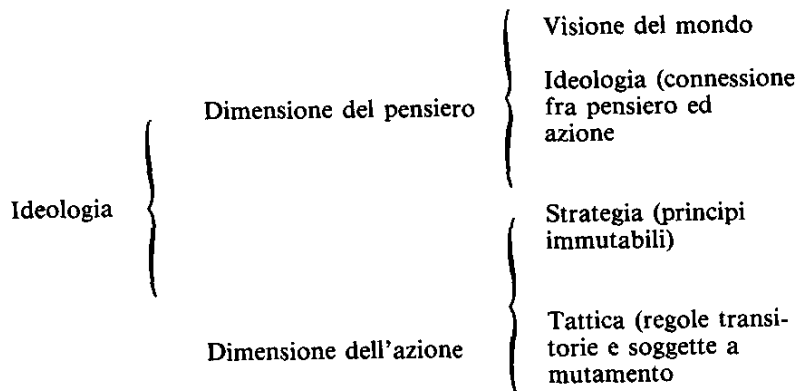 Visione del mondo
Ideologia (connessione
fra pensiero ed
azione
Dimensione del pensiero
Ideologia
Strategia (principi
immutabili)
Tattica (regole transi-
torie e soggette a
mutamento
Dimensione dell'azione